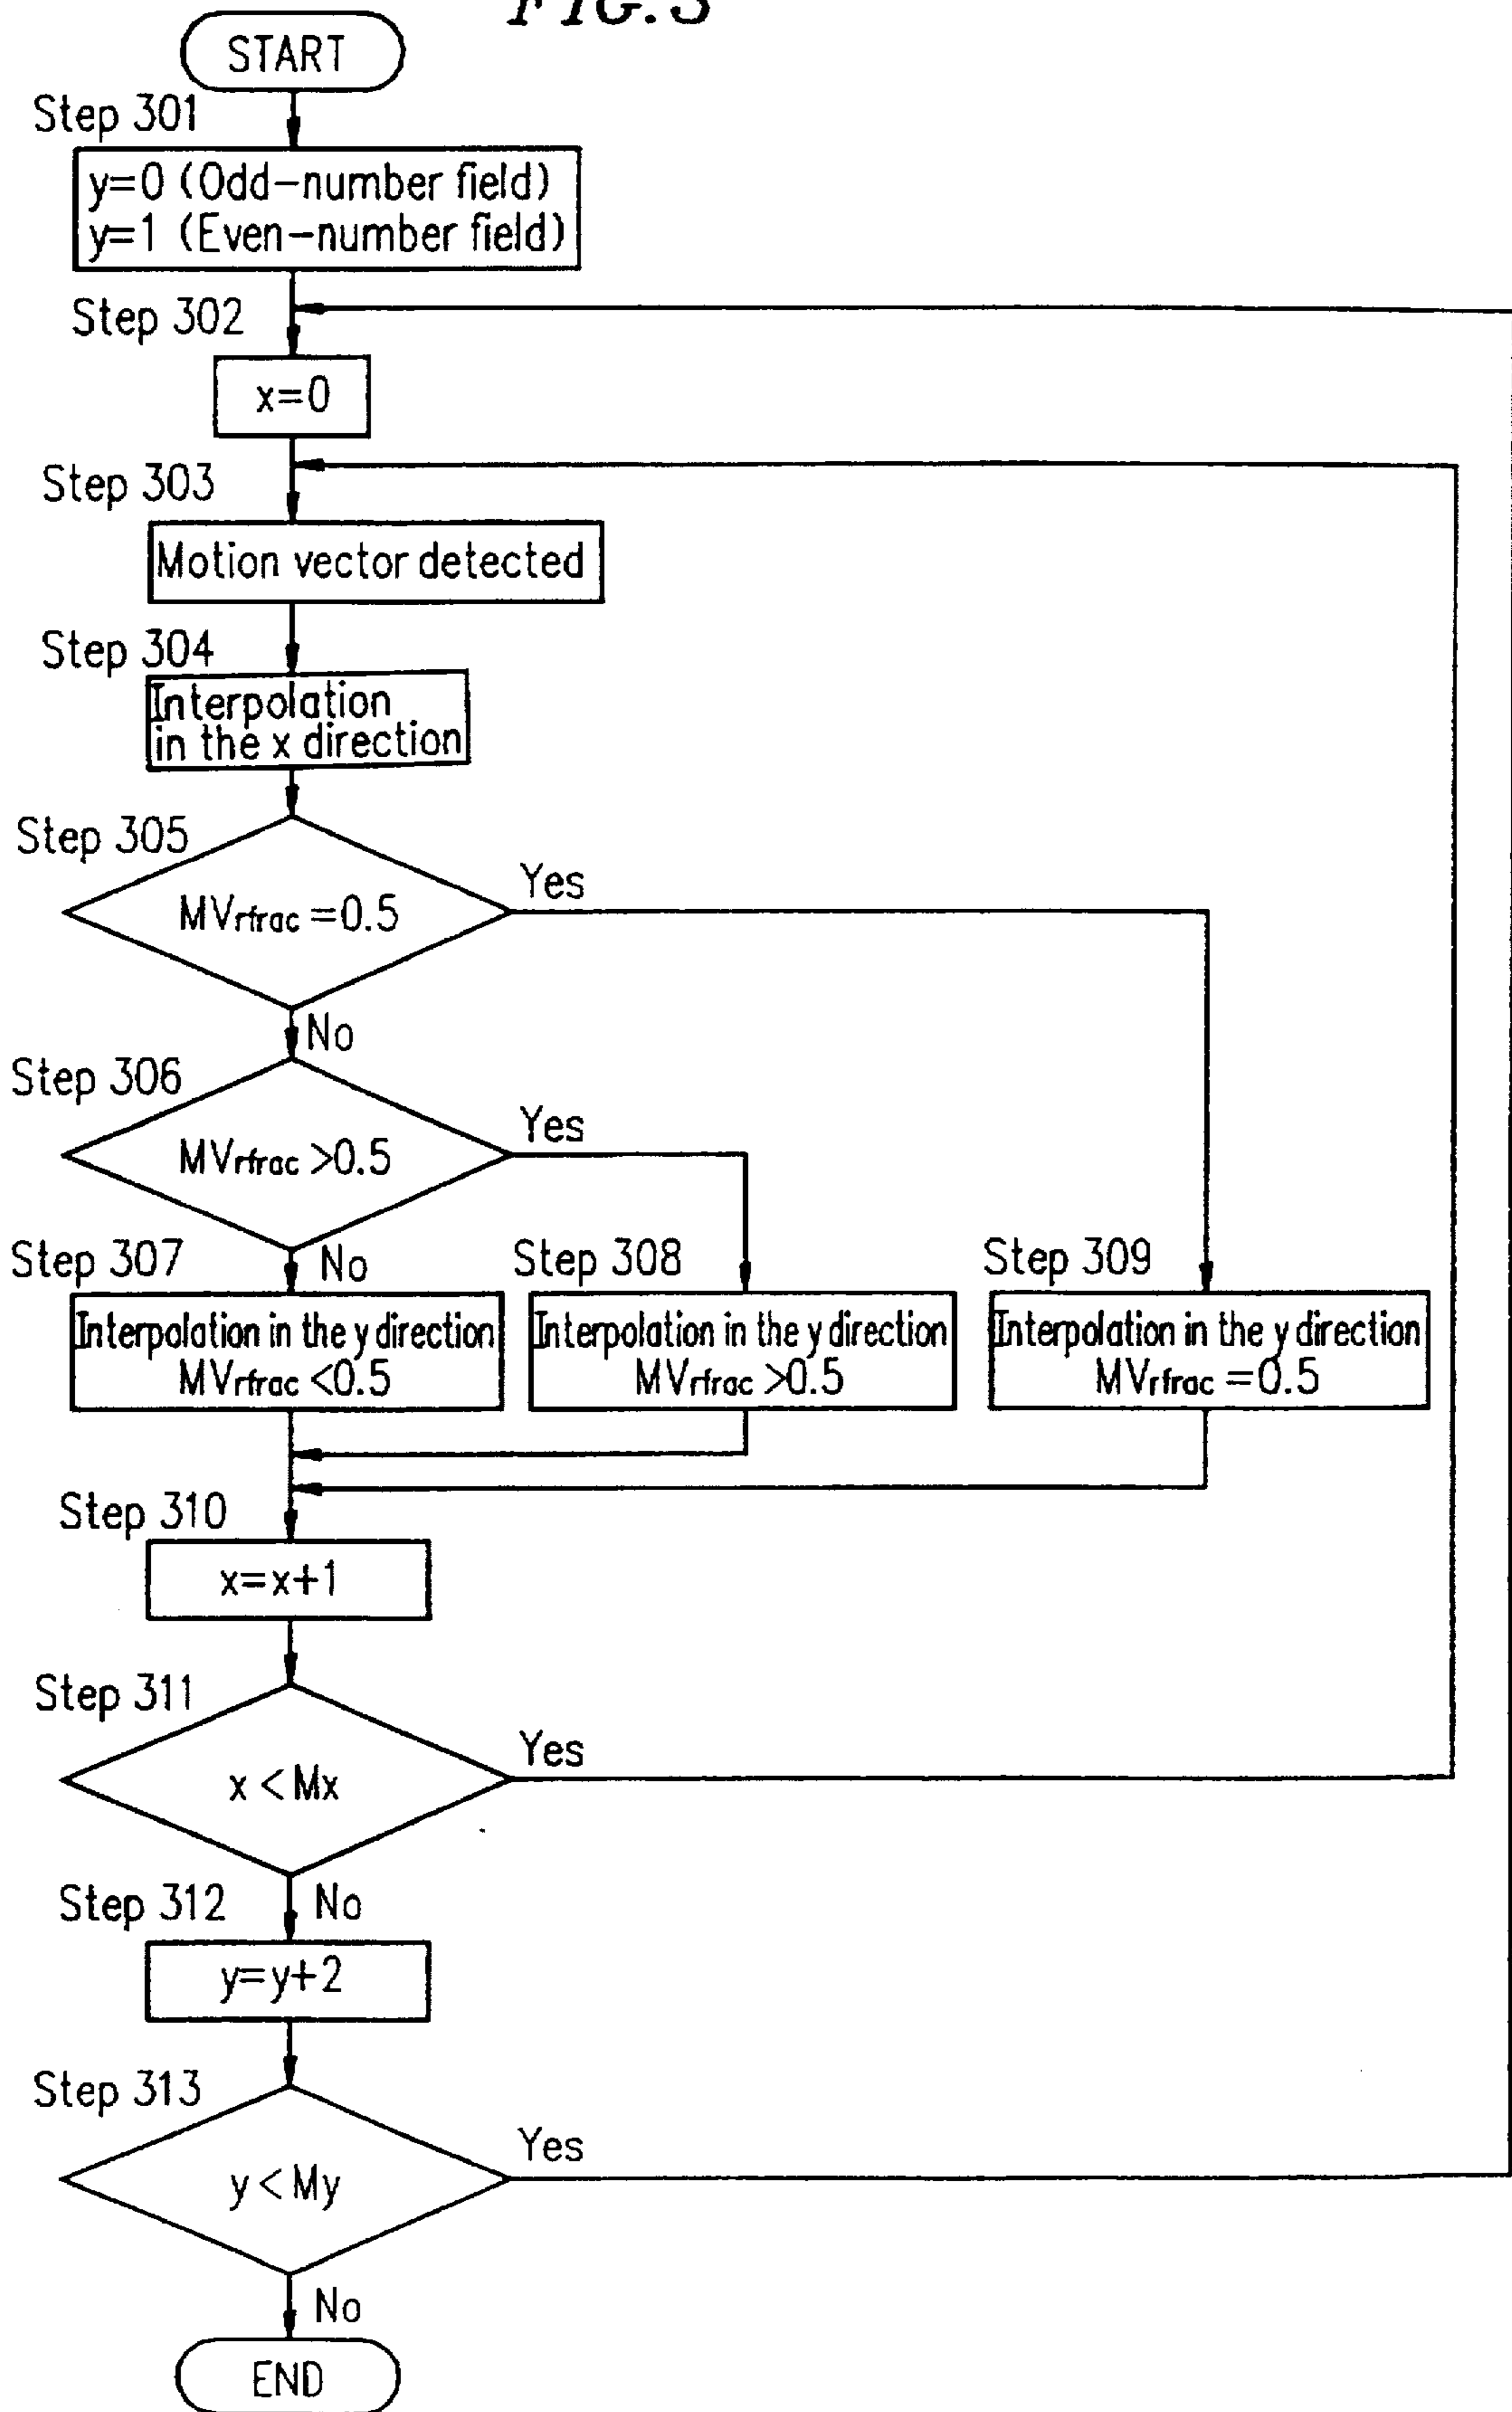 FIG.3
START
Step 301
y=0 (Odd-number field)
y=1 (Even-number field)
Step 302
x=0
Step 303
Motion vector detected
Step 304
Interpolation
in the x direction
Step 305
MVrfrac =0.5
Yes
No
Step 306
MVrfrac >0.5
Yes
No
Step 307
Interpolation in the y direction
MVrfrac <0.5
Step 308
Interpolation in the y direction
MVrfrac >0.5
Step 309
Interpolation in the y direction
MVrfrac =0.5
Step 310
x=x+1
Step 311
x < Mx
Yes
No
Step 312
y=y+2
Step 313
y < My
Yes
No
END